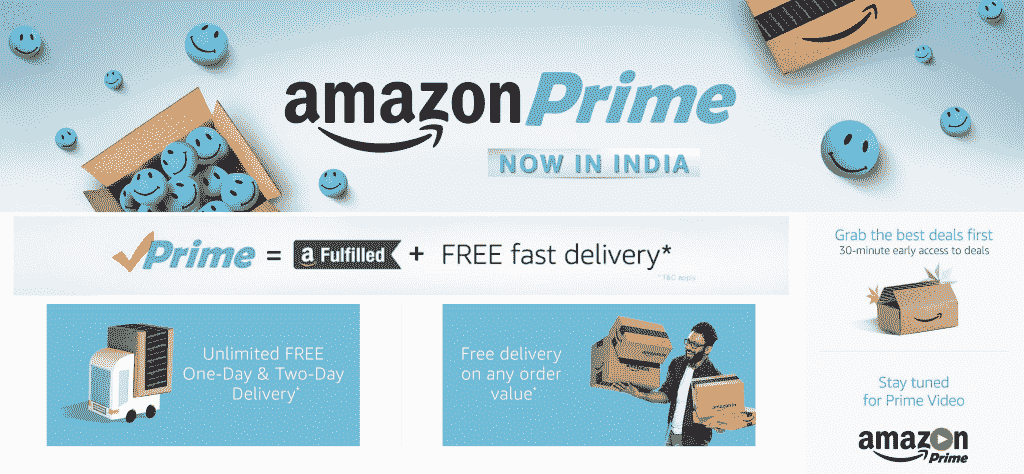 amazon Prime
NOW IN INDIA
Prime = a Fulfilled + FREE fast delivery*
*T&C apply
Unlimited FREE
One-Day & Two-Day
Delivery*
Free delivery
on any order
value*
amazon
Grab the best deals first
30-minute early access to deals
Stay tuned
for Prime Video
amazon
Prime